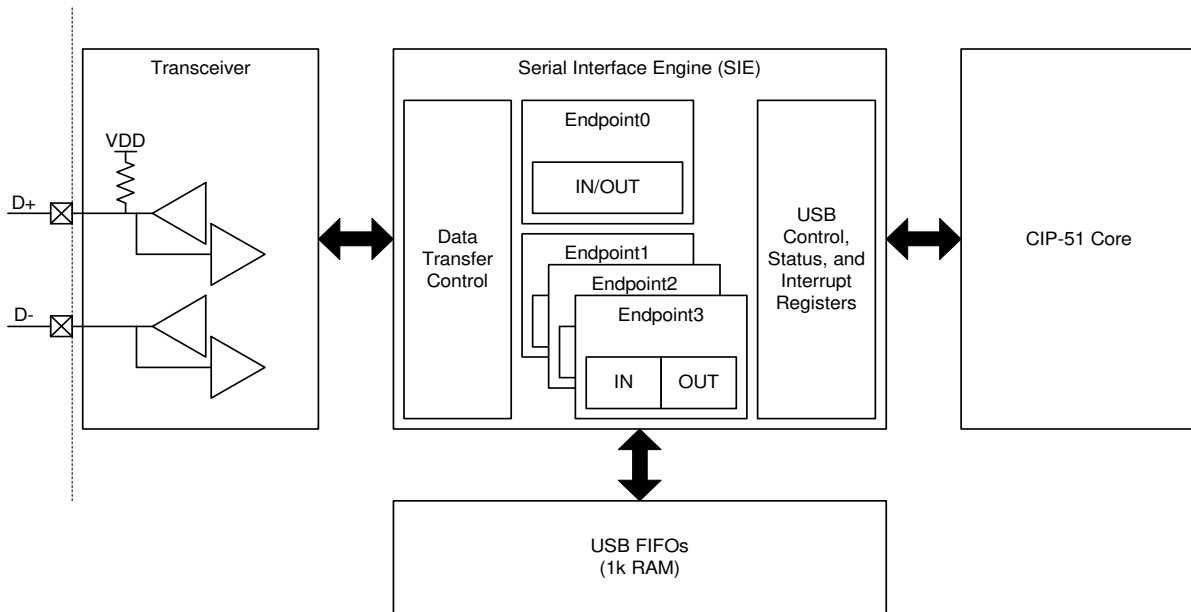 Transceiver
VDD
D+
D-
Serial Interface Engine (SIE)
Data
Transfer
Control
Endpoint0
IN/OUT
Endpoint1
Endpoint2
Endpoint3
IN
OUT
USB
Control,
Status, and
Interrupt
Registers
CIP-51 Core
USB FIFOs
(1k RAM)